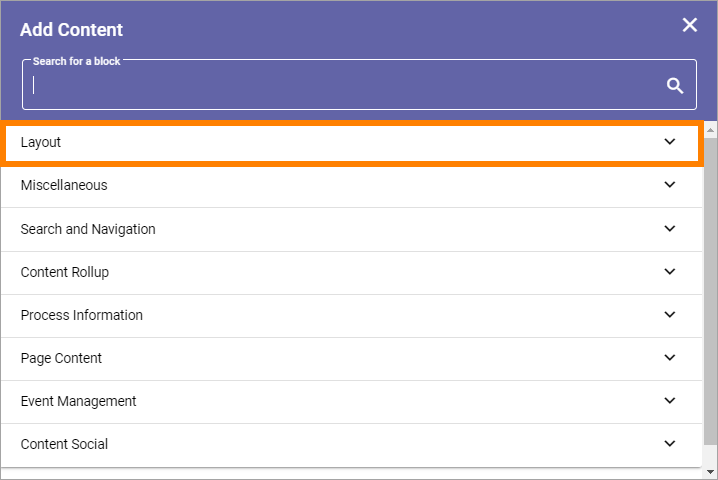 Add Content
Search for a block
Layout
Miscellaneous
Search and Navigation
Content Rollup
Process Information
Page Content
Event Management
Content Social